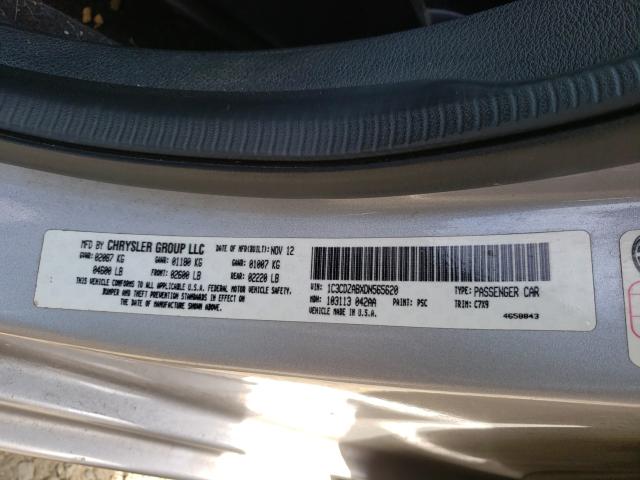 MFD BY CHRYSLER GROUP LLC DATE OF MFD(BUILT): NOV 12
GVWR: 02087 KG GAWR: 01180 KG GAWR: 01007 KG
04600 LB FRONT: 02600 LB REAR: 02220 LB
THIS VEHICLE CONFORMS TO ALL APPLICABLE
BUMPER AND THEFT PREVENTION STANDARDS U.S.A. FEDERAL MOTOR VEHICLE SAFETY,
THE DATE OF MANUFACTURE SHOWN ABOVE. IN EFFECT ON
VIN: 1C3CDZABXDN565620 TYPE: PASSENGER CAR
MDH: 103113 042AA PAINT: PSC TRIM: C7X9
VEHICLE MADE IN U.S.A. 4658843